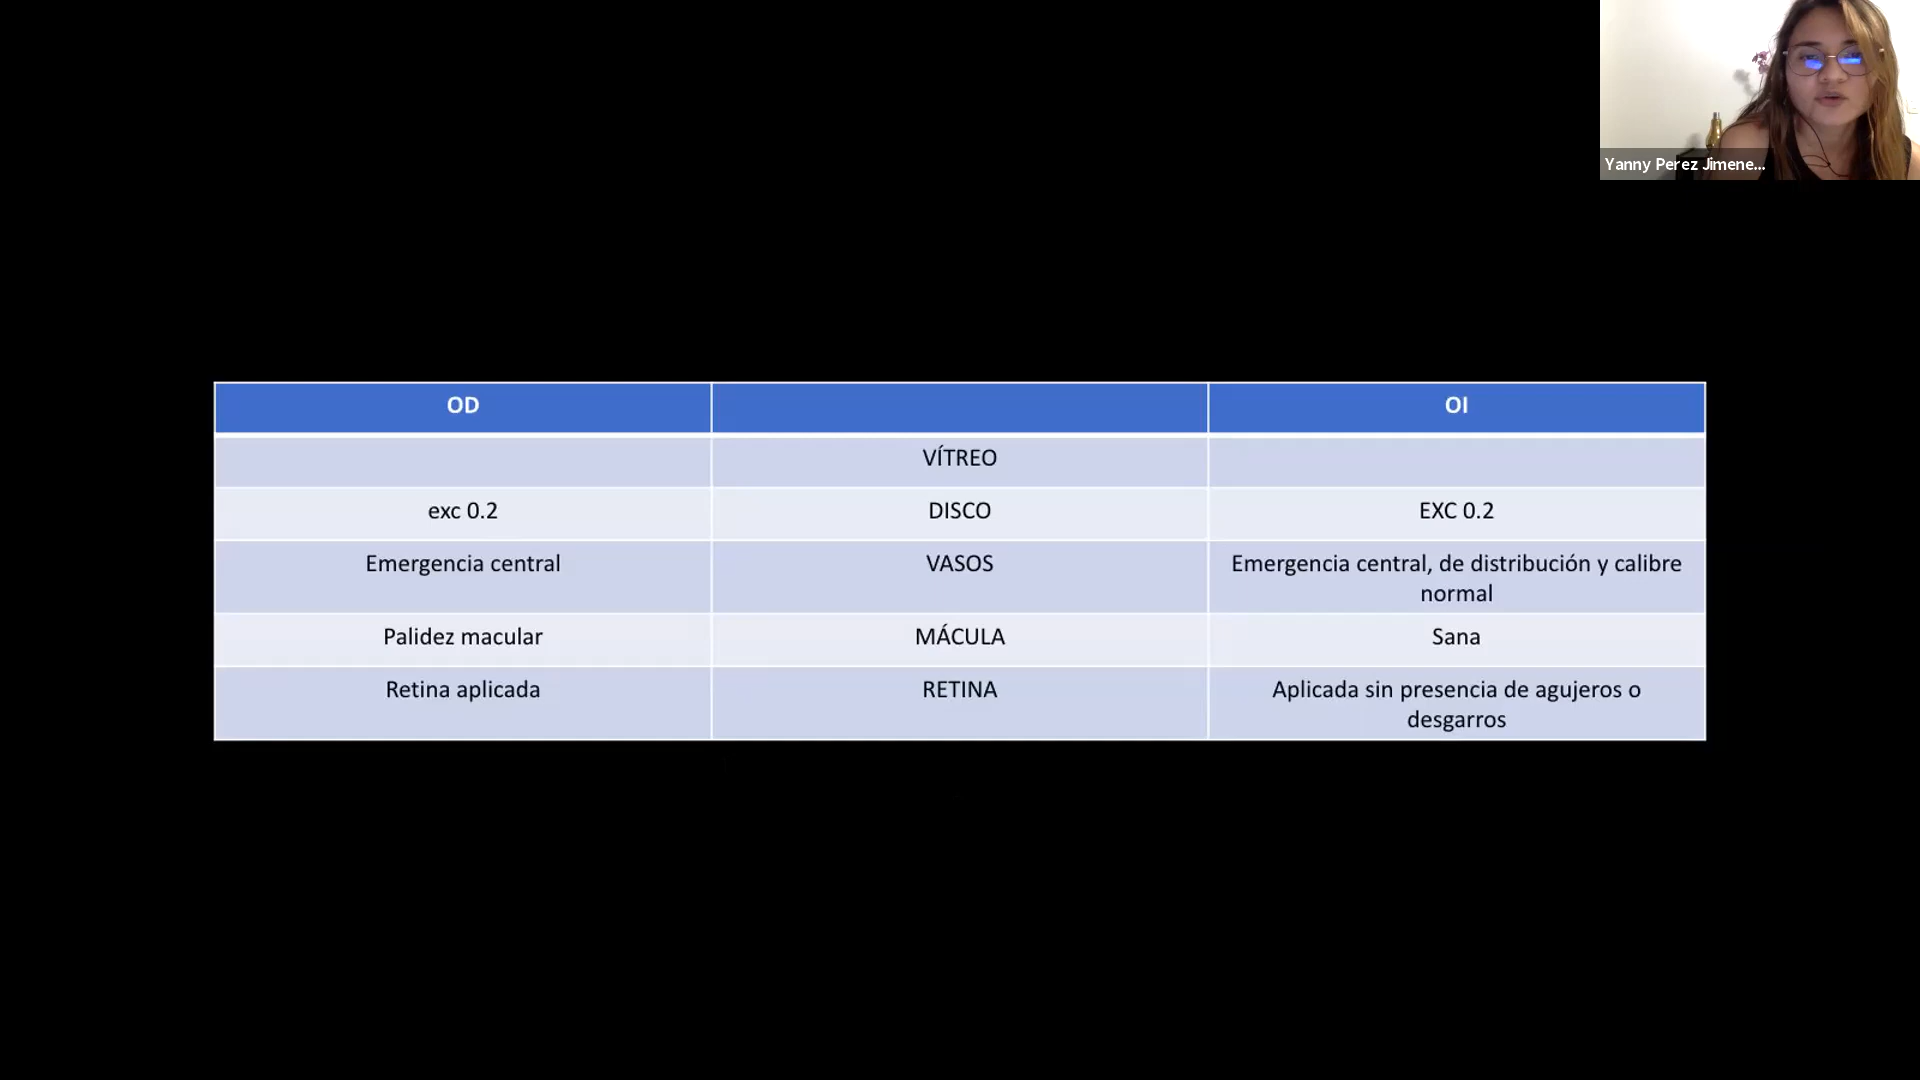 Yanny Perez Jimene...
OD
OI
VÍTREO
exc 0.2
DISCO
EXC 0.2
Emergencia central
VASOS
Emergencia central, de distribución y calibre
normal
Palidez macular
MÁCULA
Sana
Retina aplicada
RETINA
Aplicada sin presencia de agujeros o
desgarros